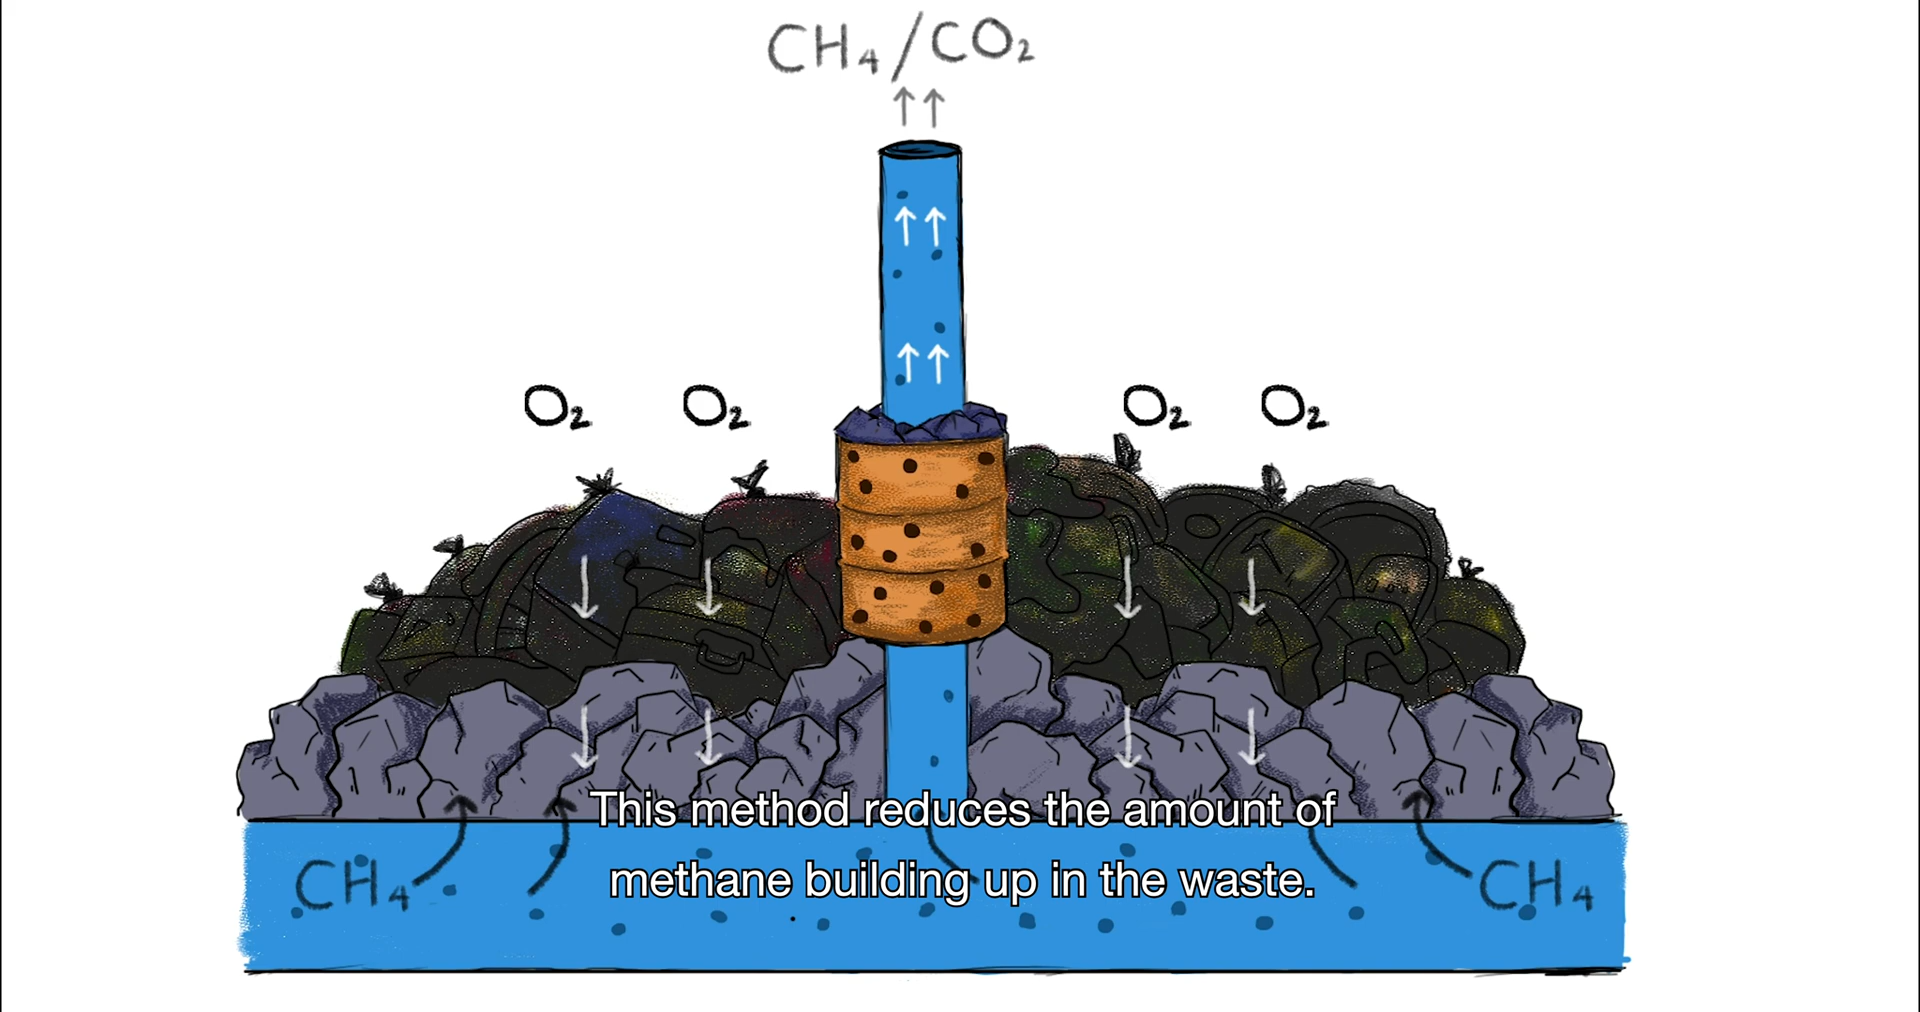 CH₄/CO₂
O₂ O₂ O₂ O₂
This method reduces the amount of
methane building up in the waste.
CH₄ CH₄